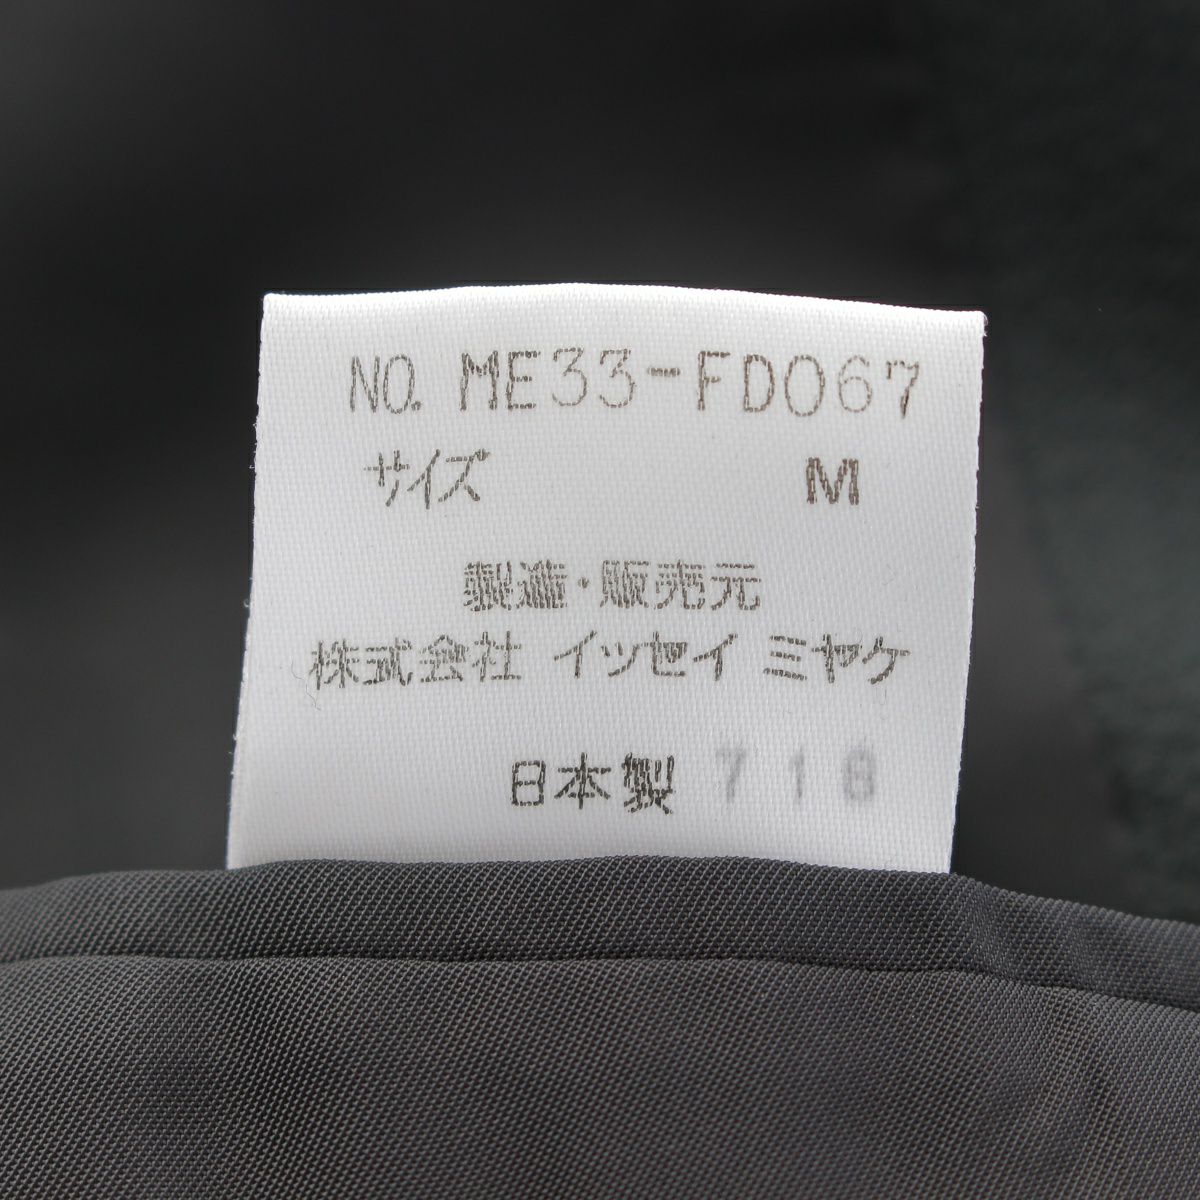 NO. ME33-FD067
サイズ M
製造・販売元
株式会社 イッセイ ミヤケ
日本製 718